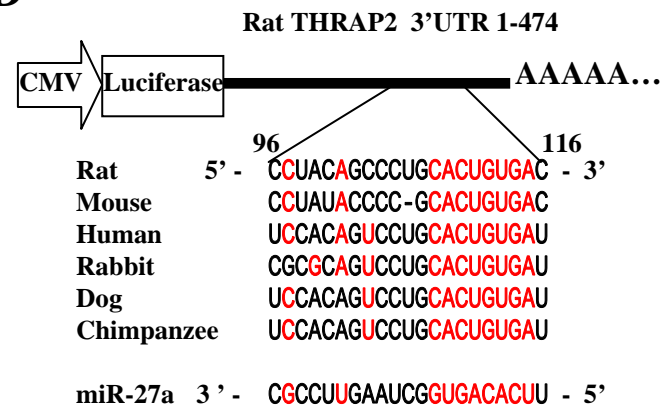 Rat THRAP2 3'UTR 1-474
CMV Luciferase AAAAA...
96 116
Rat 5' - CCUACAGCCCUGCACUGUGAC - 3'
Mouse CCUAUACCCC-GCACUGUGAC
Human UCCACAGUCCUGCACUGUGAU
Rabbit CGCGCAGUCCUGCACUGUGAU
Dog UCCACAGUCCUGCACUGUGAU
Chimpanzee UCCACAGUCCUGCACUGUGAU
miR-27a 3 ' - CGCCUUGAAUCGGUGACACUU - 5'